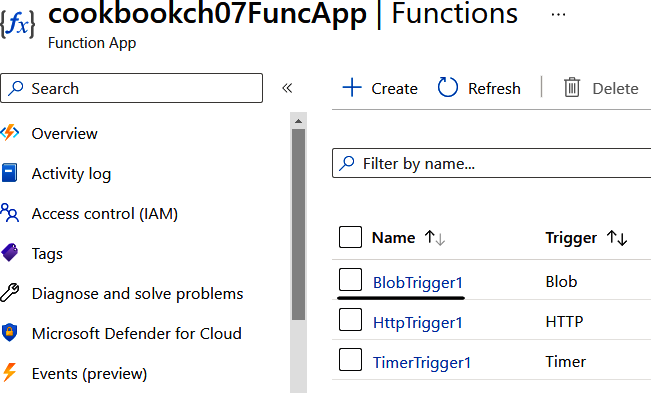 cookbookch07FuncApp | Functions ...
{fx}
Function App
Search
«
Overview
Activity log
Access control (IAM)
Tags
Diagnose and solve problems
Microsoft Defender for Cloud
Events (preview)
+ Create Refresh | Delete
Filter by name...
Name ↑↓ Trigger ↑↓
BlobTrigger1 Blob
HttpTrigger1 HTTP
TimerTrigger1 Timer